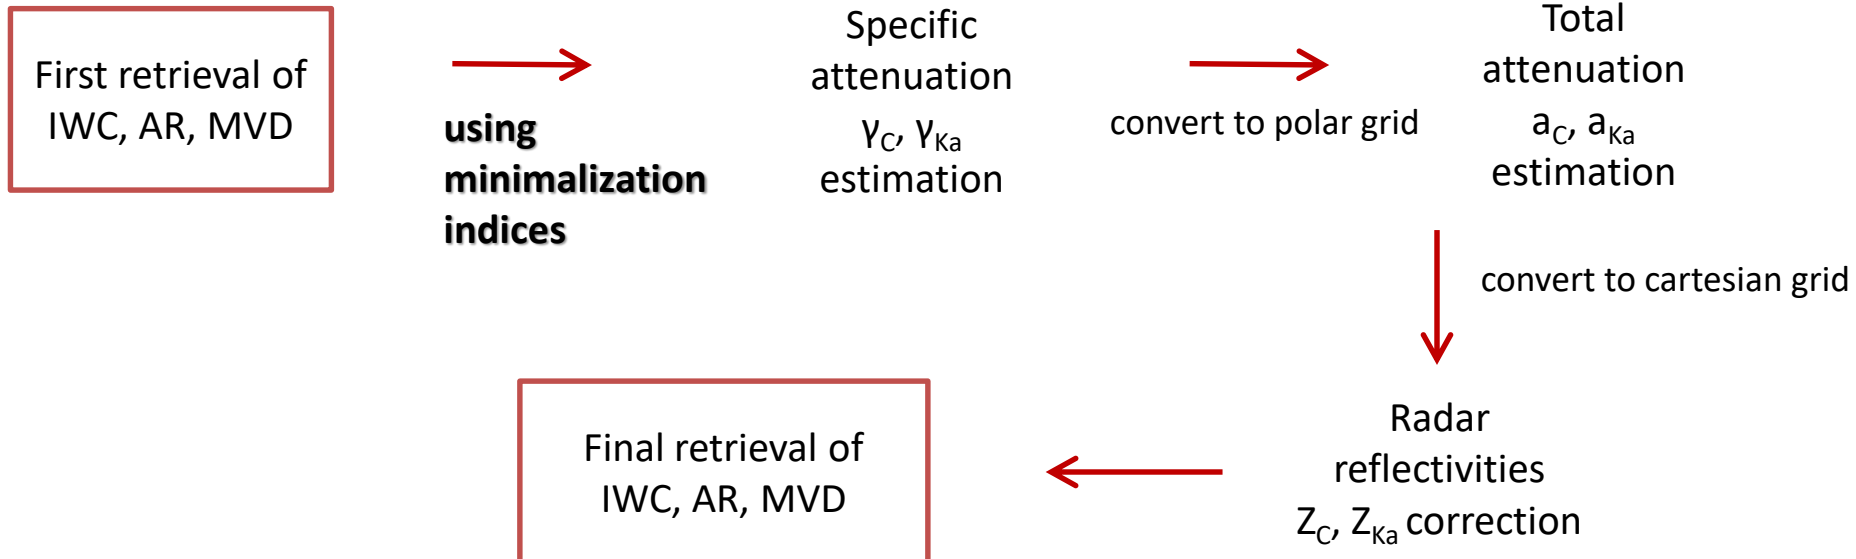 First retrieval of
IWC, AR, MVD
using
minimalization
indices
Specific
attenuation
γC, γKa
estimation
convert to polar grid
Total
attenuation
aC, aKa
estimation
convert to cartesian grid
Radar
reflectivities
ZC, ZKa correction
Final retrieval of
IWC, AR, MVD